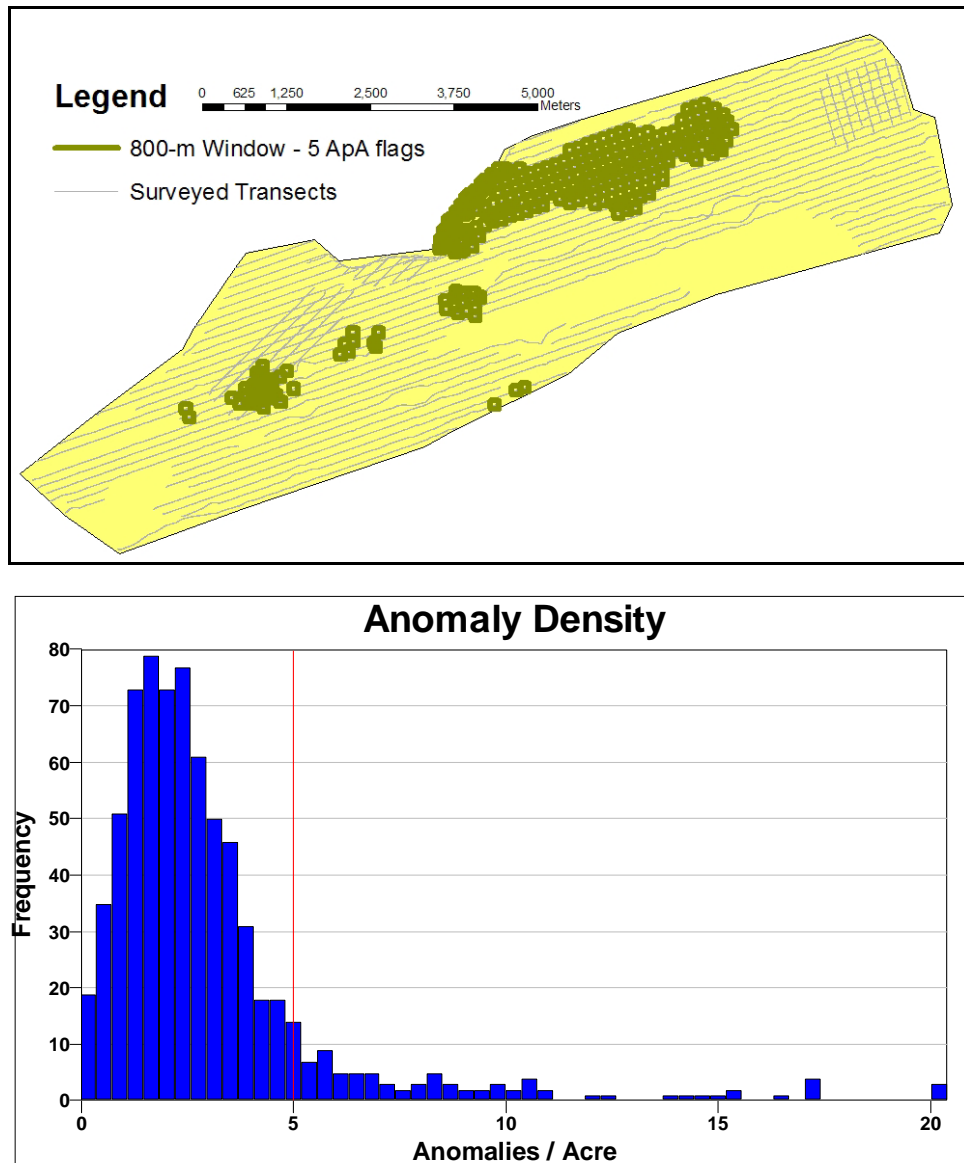 Legend
0 625 1,250 2,500 3,750 5,000
Meters
800-m Window - 5 ApA flags
Surveyed Transects
Anomaly Density
80
70
60
50
40
30
20
10
0
Frequency
0 5 10 15 20
Anomalies / Acre